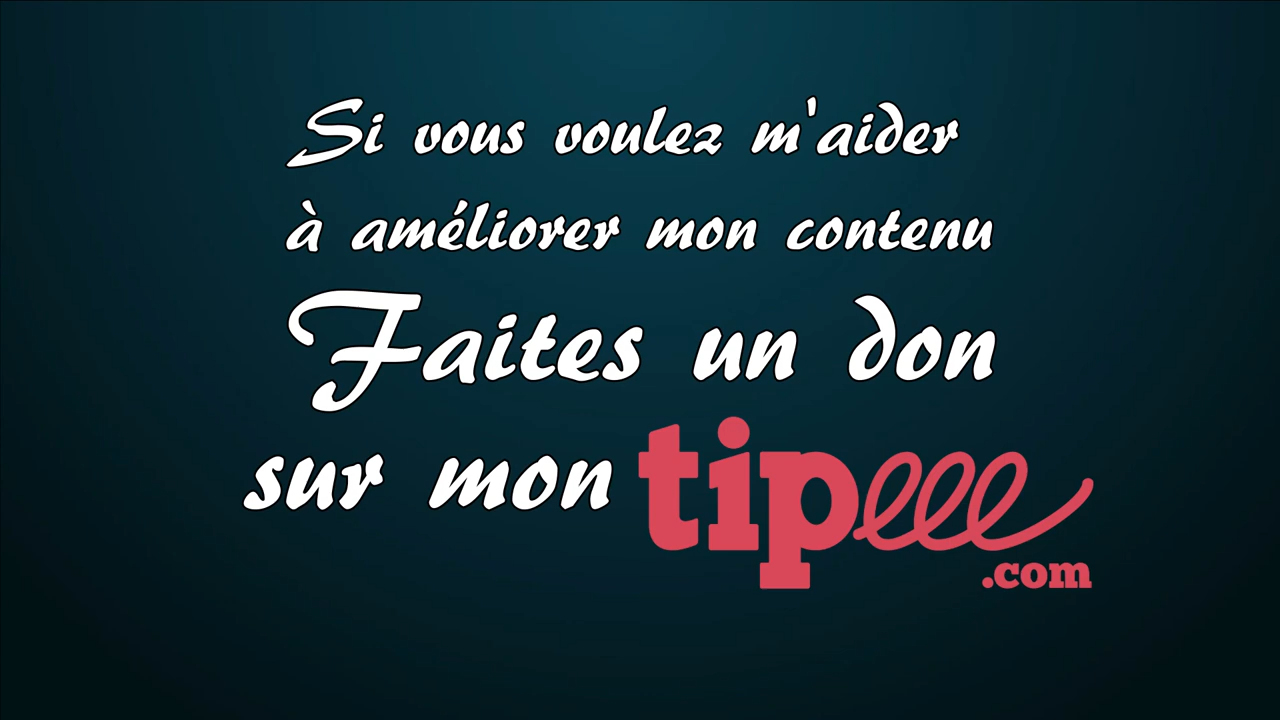 Si vous voulez m'aider
à améliorer mon contenu
Faites un don
sur mon tipeee
.com